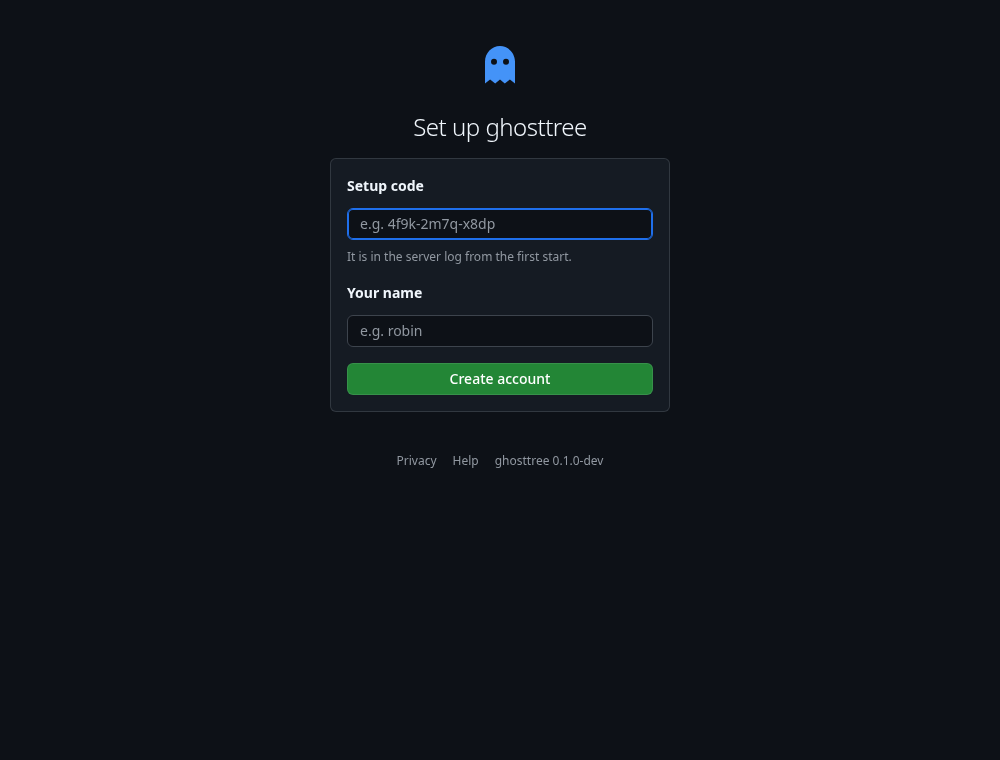 Set up ghosttree
Setup code
e.g. 4f9k-2m7q-x8dp
It is in the server log from the first start.
Your name
e.g. robin
Create account
Privacy Help ghosttree 0.1.0-dev